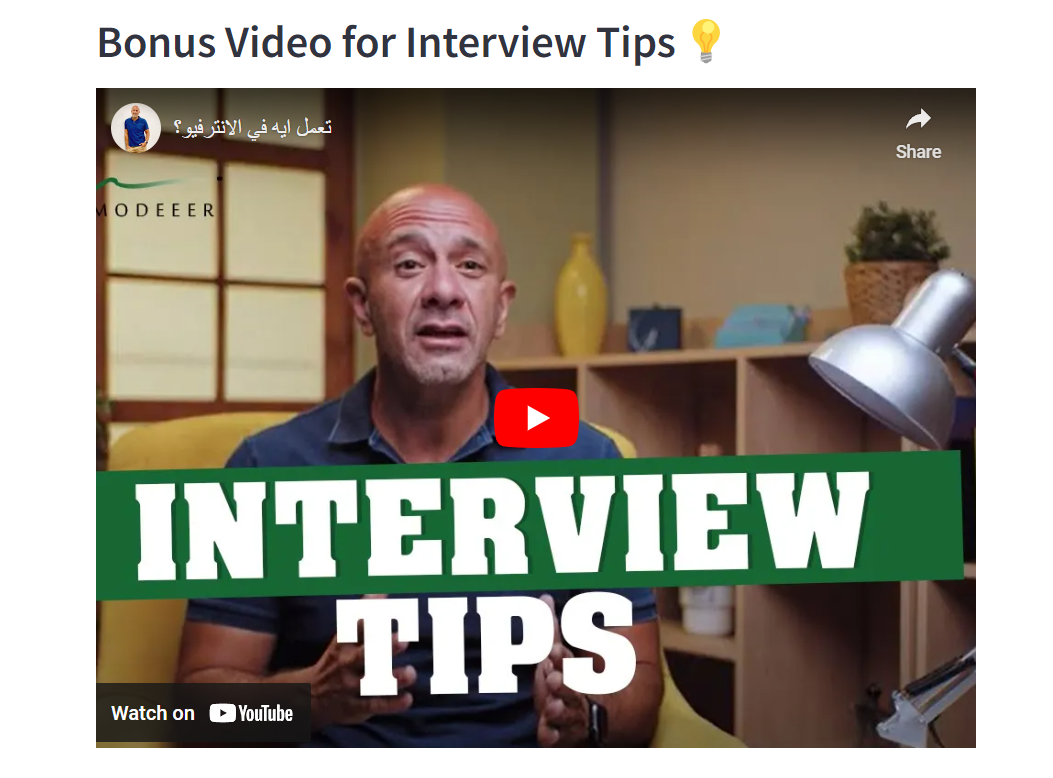 Bonus Video for Interview Tips 💡
تعمل ايه في الانترفيو؟
Share
MODEEER
INTERVIEW
TIPS
Watch on YouTube